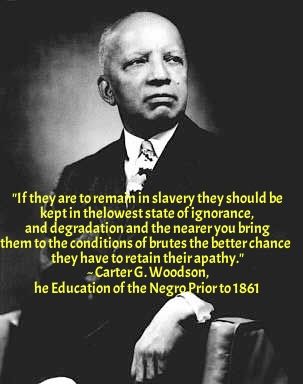 "If they are to remain in slavery they should be
kept in thelowest state of ignorance,
and degradation and the nearer you bring
them to the conditions of brutes the better chance
they have to retain their apathy."
~Carter G. Woodson,
he Education of the Negro Prior to 1861